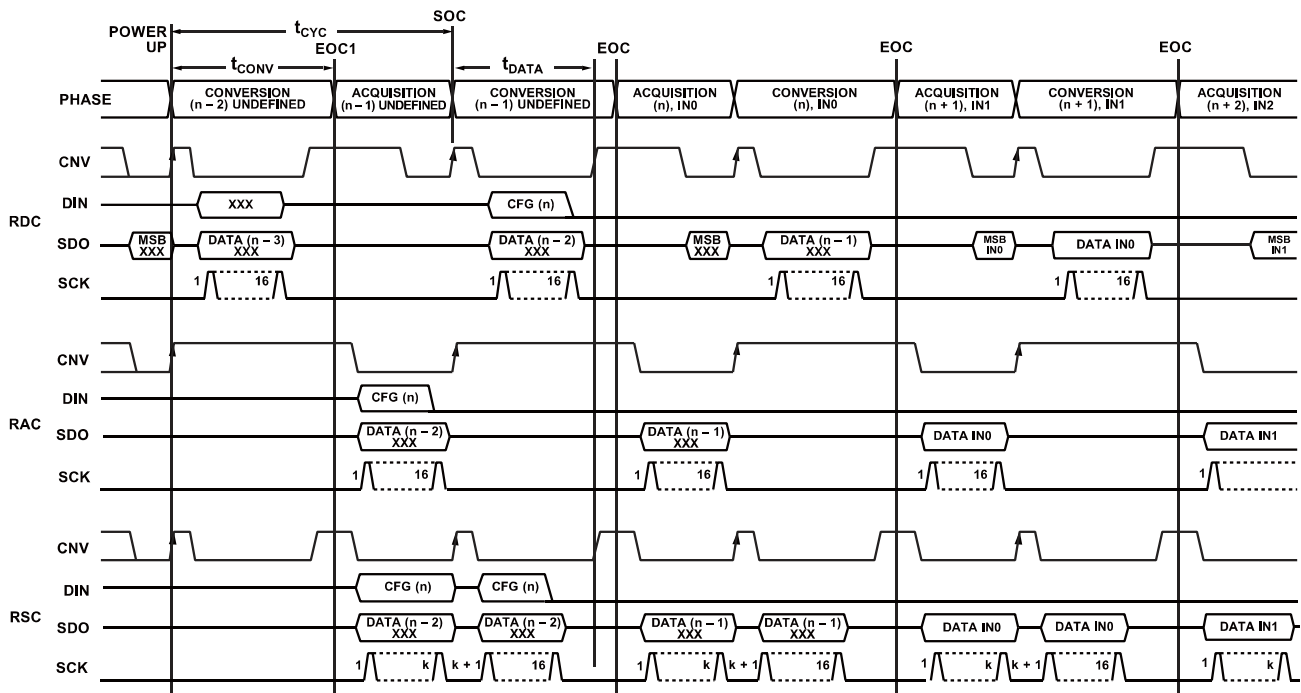 SOC
POWER UP
tCYC
EOC1
EOC
EOC
EOC
tCONV
tDATA
PHASE
CONVERSION (n – 2) UNDEFINED
ACQUISITION (n – 1) UNDEFINED
CONVERSION (n – 1) UNDEFINED
ACQUISITION (n), IN0
CONVERSION (n), IN0
ACQUISITION (n + 1), IN1
CONVERSION (n + 1), IN1
ACQUISITION (n + 2), IN2
CNV
RDC
DIN
XXX
CFG (n)
SDO
MSB XXX
DATA (n – 3) XXX
DATA (n – 2) XXX
MSB XXX
DATA (n – 1) XXX
MSB IN0
DATA IN0
MSB IN1
SCK
1
16
1
16
1
16
1
16
CNV
RAC
DIN
CFG (n)
SDO
DATA (n – 2) XXX
DATA (n – 1) XXX
DATA IN0
DATA IN1
SCK
1
16
1
16
1
16
1
CNV
RSC
DIN
CFG (n)
CFG (n)
SDO
DATA (n – 2) XXX
DATA (n – 2) XXX
DATA (n – 1) XXX
DATA (n – 1) XXX
DATA IN0
DATA IN0
DATA IN1
SCK
1
k
k + 1
16
1
k
k + 1
16
1
k
k + 1
16
1
k